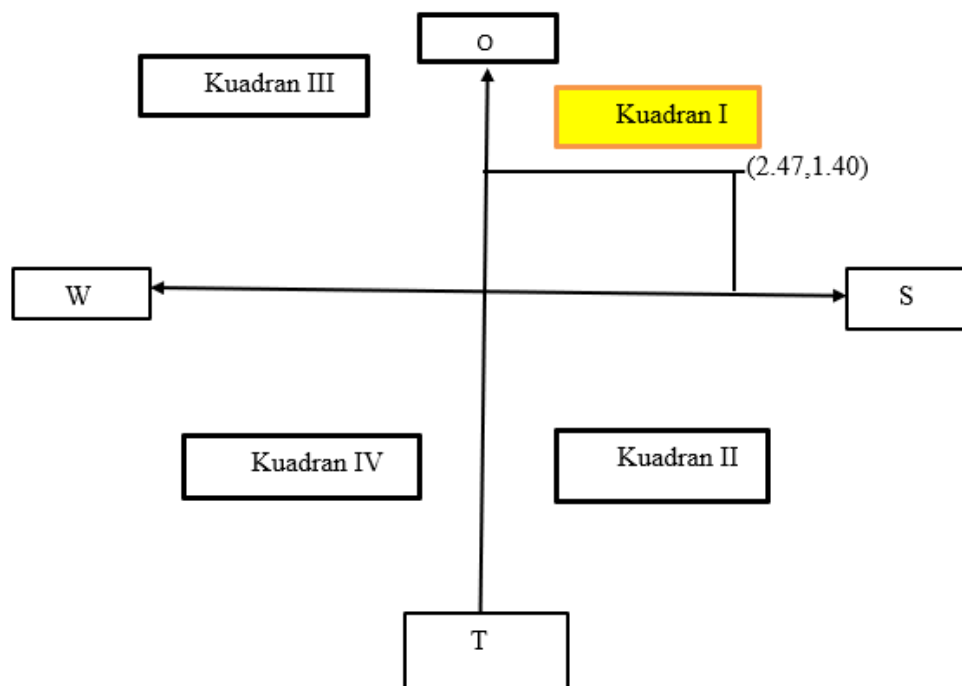 O
Kuadran III
Kuadran I
(2.47,1.40)
W
S
Kuadran IV
Kuadran II
T